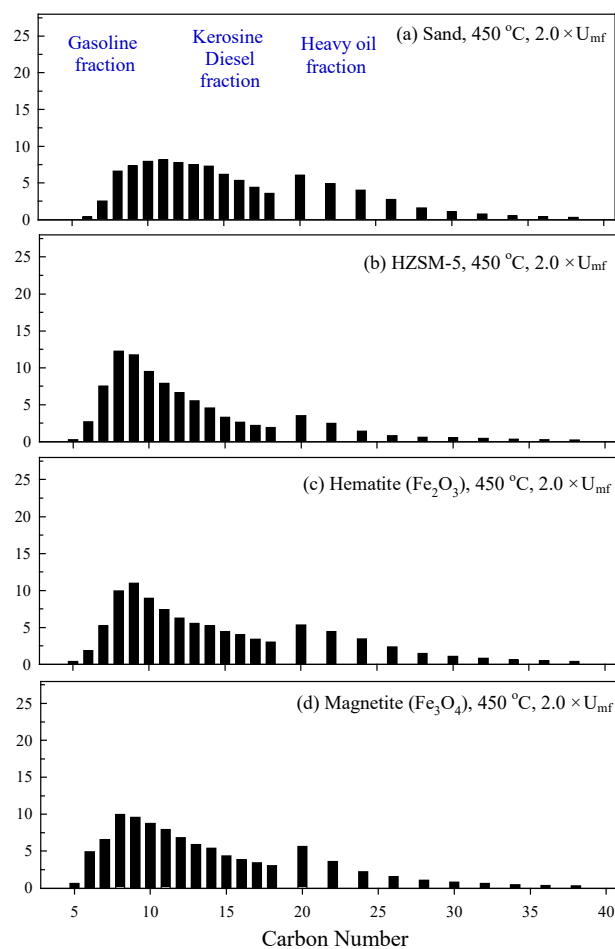 25
20
15
10
5
0
Gasoline
fraction
Kerosine
Diesel
fraction
Heavy oil
fraction
(a) Sand, 450 °C, 2.0 × Umf
25
20
15
10
5
0
(b) HZSM-5, 450 °C, 2.0 × Umf
25
20
15
10
5
0
(c) Hematite (Fe2O3), 450 °C, 2.0 × Umf
25
20
15
10
5
0
(d) Magnetite (Fe3O4), 450 °C, 2.0 × Umf
5 10 15 20 25 30 35 40
Carbon Number